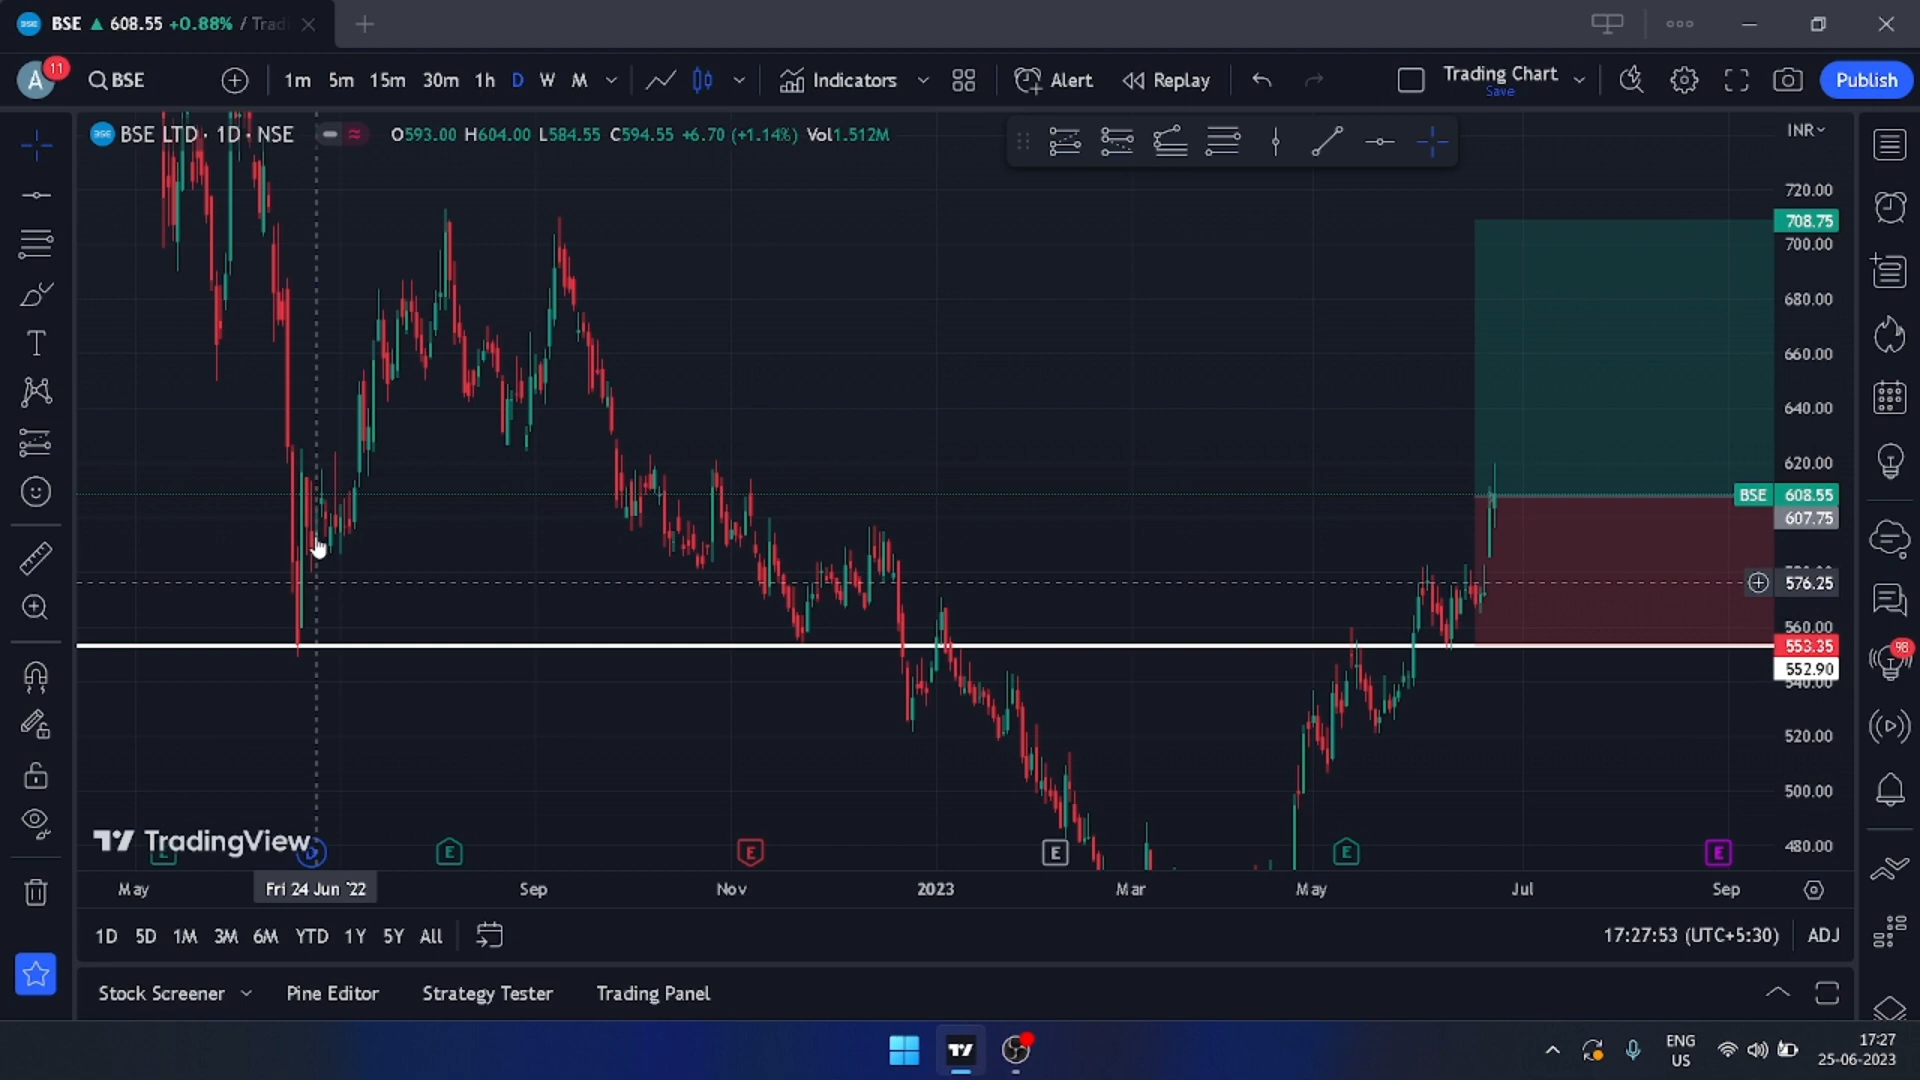 BSE ▲ 608.55 +0.88% / Tradi
A 11 BSE 1m 5m 15m 30m 1h D W M Indicators Alert Replay Trading Chart Save Publish
BSE LTD · 1D · NSE O593.00 H604.00 L584.55 C594.55 +6.70 (+1.14%) Vol1.512M
INR
720.00
708.75
700.00
680.00
660.00
640.00
620.00
BSE 608.55
607.75
576.25
560.00
553.35
552.90
540.00
520.00
500.00
480.00
98
TradingView
D E E E E E
May Fri 24 Jun '22 Sep Nov 2023 Mar May Jul Sep
1D 5D 1M 3M 6M YTD 1Y 5Y All 17:27:53 (UTC+5:30) ADJ
Stock Screener Pine Editor Strategy Tester Trading Panel
ENG
US
17:27
25-06-2023